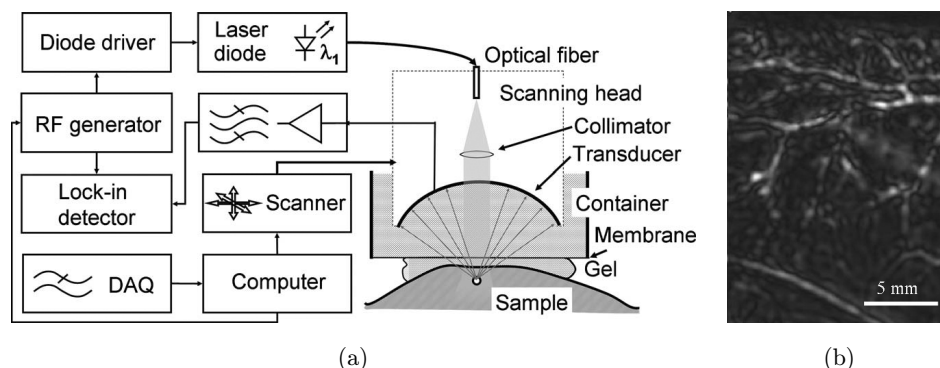 Diode driver
Laser
diode
λ1
Optical fiber
Scanning head
RF generator
Collimator
Transducer
Lock-in
detector
Scanner
Container
Membrane
DAQ
Computer
Gel
Sample
5 mm
(a)
(b)